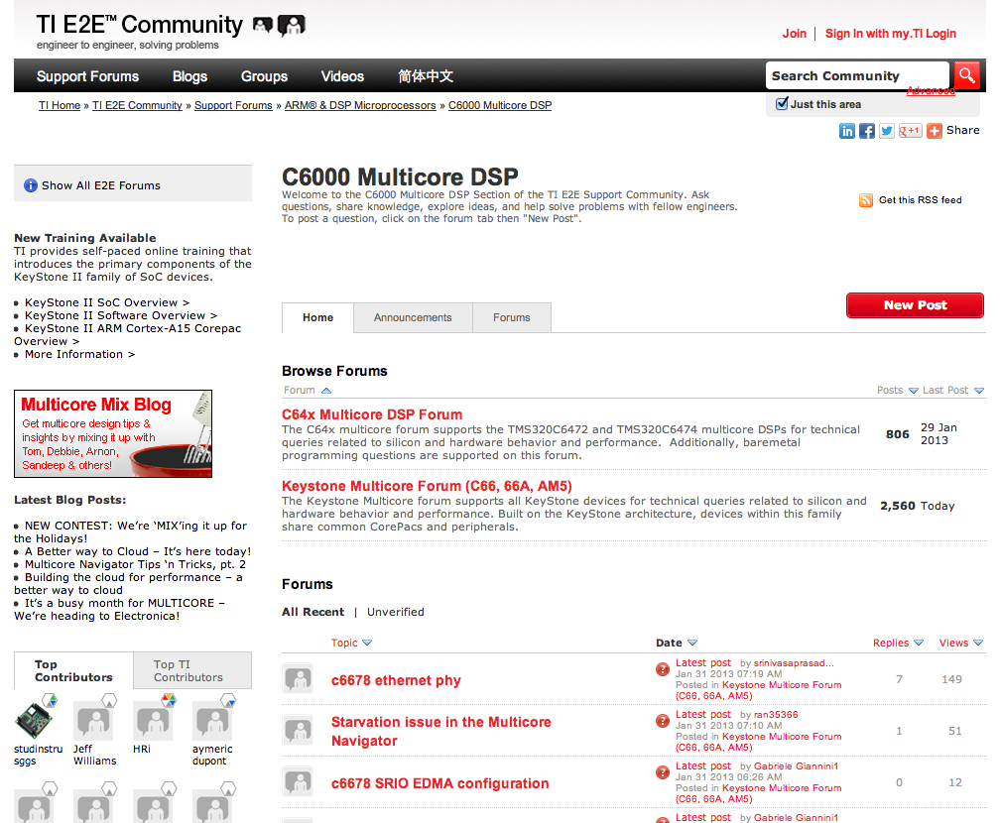 TI E2E™ Community
engineer to engineer, solving problems
Join | Sign In with my.TI Login
Support Forums Blogs Groups Videos 简体中文
Search Community
Advanced
Just this area
TI Home » TI E2E Community » Support Forums » ARM® & DSP Microprocessors » C6000 Multicore DSP
in f g+1 Share
Show All E2E Forums
New Training Available
TI provides self-paced online training that
introduces the primary components of the
KeyStone II family of SoC devices.
• KeyStone II SoC Overview >
• KeyStone II Software Overview >
• KeyStone II ARM Cortex-A15 Corepac
Overview >
• More Information >
Multicore Mix Blog
Get multicore design tips &
insights by mixing it up with
Tom, Debbie, Arnon,
Sandeep & others!
Latest Blog Posts:
• NEW CONTEST: We’re ‘MIX’ing it up for
the Holidays!
• A Better way to Cloud – It’s here today!
• Multicore Navigator Tips ‘n Tricks, pt. 2
• Building the cloud for performance – a
better way to cloud
• It’s a busy month for MULTICORE –
We’re heading to Electronica!
Top
Contributors
Top TI
Contributors
studinstru
sggs
Jeff
Williams
HRi
aymeric
dupont
C6000 Multicore DSP
Welcome to the C6000 Multicore DSP Section of the TI E2E Support Community. Ask
questions, share knowledge, explore ideas, and help solve problems with fellow engineers.
To post a question, click on the forum tab then "New Post".
Get this RSS feed
New Post
Home Announcements Forums
Browse Forums
Forum Posts Last Post
C64x Multicore DSP Forum
The C64x multicore forum supports the TMS320C6472 and TMS320C6474 multicore DSPs for technical
queries related to silicon and hardware behavior and performance.  Additionally, baremetal
programming questions are supported on this forum.
806
29 Jan
2013
Keystone Multicore Forum (C66, 66A, AM5)
The Keystone Multicore forum supports all KeyStone devices for technical queries related to silicon and
hardware behavior and performance. Built on the KeyStone architecture, devices within this family
share common CorePacs and peripherals.
2,560 Today
Forums
All Recent | Unverified
Topic Date Replies Views
c6678 ethernet phy
Latest post by srinivasaprasad...
Jan 31 2013 07:19 AM
Posted in Keystone Multicore Forum
(C66, 66A, AM5)
7 149
Starvation issue in the Multicore
Navigator
Latest post by ran35366
Jan 31 2013 07:10 AM
Posted in Keystone Multicore Forum
(C66, 66A, AM5)
1 51
c6678 SRIO EDMA configuration
Latest post by Gabriele Giannini1
Jan 31 2013 06:26 AM
Posted in Keystone Multicore Forum
(C66, 66A, AM5)
0 12
Latest post by Gabriele Giannini1